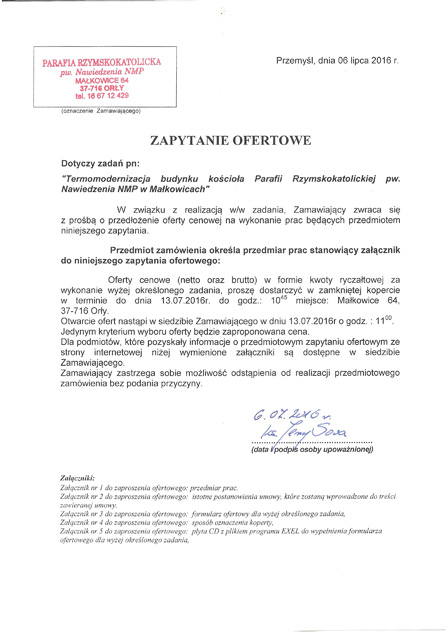 Przemyśl, dnia 06 lipca 2016 r.
PARAFIA RZYMSKOKATOLICKA
pw. Nawiedzenia NMP
MAŁKOWICE 64
37-716 ORŁY
tel. 16 67 12 429
(oznaczenie Zamawiającego)
ZAPYTANIE OFERTOWE
Dotyczy zadań pn:
"Termomodernizacja budynku kościoła Parafii Rzymskokatolickiej pw.
Nawiedzenia NMP w Małkowicach"
W związku z realizacją w/w zadania, Zamawiający zwraca się
z prośbą o przedłożenie oferty cenowej na wykonanie prac będących przedmiotem
niniejszego zapytania.
Przedmiot zamówienia określa przedmiar prac stanowiący załącznik
do niniejszego zapytania ofertowego:
Oferty cenowe (netto oraz brutto) w formie kwoty ryczałtowej za
wykonanie wyżej określonego zadania, proszę dostarczyć w zamkniętej kopercie
w terminie do dnia 13.07.2016r. do godz.: 10⁴⁵ miejsce: Małkowice 64,
37-716 Orły.
Otwarcie ofert nastąpi w siedzibie Zamawiającego w dniu 13.07.2016r o godz. : 11⁰⁰.
Jedynym kryterium wyboru oferty będzie zaproponowana cena.
Dla podmiotów, które pozyskały informacje o przedmiotowym zapytaniu ofertowym ze
strony internetowej niżej wymienione załączniki są dostępne w siedzibie
Zamawiającego.
Zamawiający zastrzega sobie możliwość odstąpienia od realizacji przedmiotowego
zamówienia bez podania przyczyny.
6.07.2016 r.
ks. Jerzy
(data i podpis osoby upoważnionej)
Załączniki:
Załącznik nr 1 do zaproszenia ofertowego: przedmiar prac.
Załącznik nr 2 do zaproszenia ofertowego: istotne postanowienia umowy, które zostaną wprowadzone do treści
zawieranej umowy.
Załącznik nr 3 do zaproszenia ofertowego: formularz ofertowy dla wyżej określonego zadania,
Załącznik nr 4 do zaproszenia ofertowego: sposób oznaczenia koperty,
Załącznik nr 5 do zaproszenia ofertowego: płyta CD z plikiem programu EXEL do wypełnienia formularza
ofertowego dla wyżej określonego zadania,